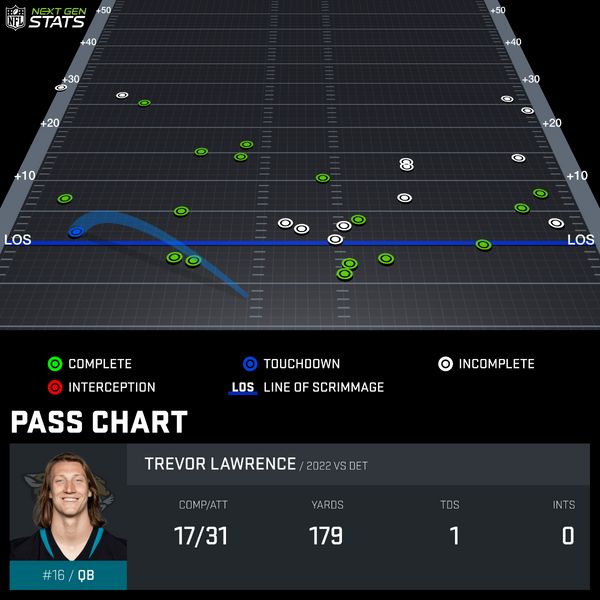 NFL NEXT GEN
STATS
+50 +50
+40 +40
+30 +30
+20 +20
+10 +10
LOS LOS
COMPLETE TOUCHDOWN INCOMPLETE
INTERCEPTION LOS LINE OF SCRIMMAGE
PASS CHART
TREVOR LAWRENCE / 2022 VS DET
COMP/ATT YARDS TDS INTS
17/31 179 1 0
#16 / QB